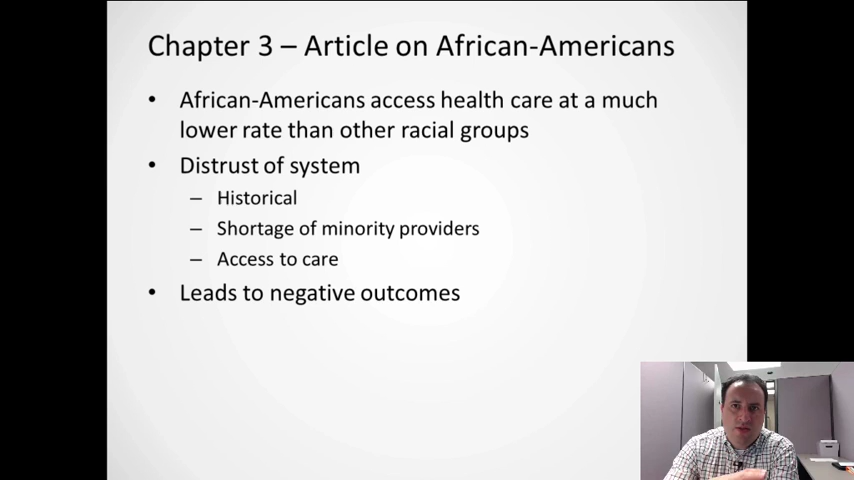 Chapter 3 – Article on African-Americans
• African-Americans access health care at a much
lower rate than other racial groups
• Distrust of system
– Historical
– Shortage of minority providers
– Access to care
• Leads to negative outcomes